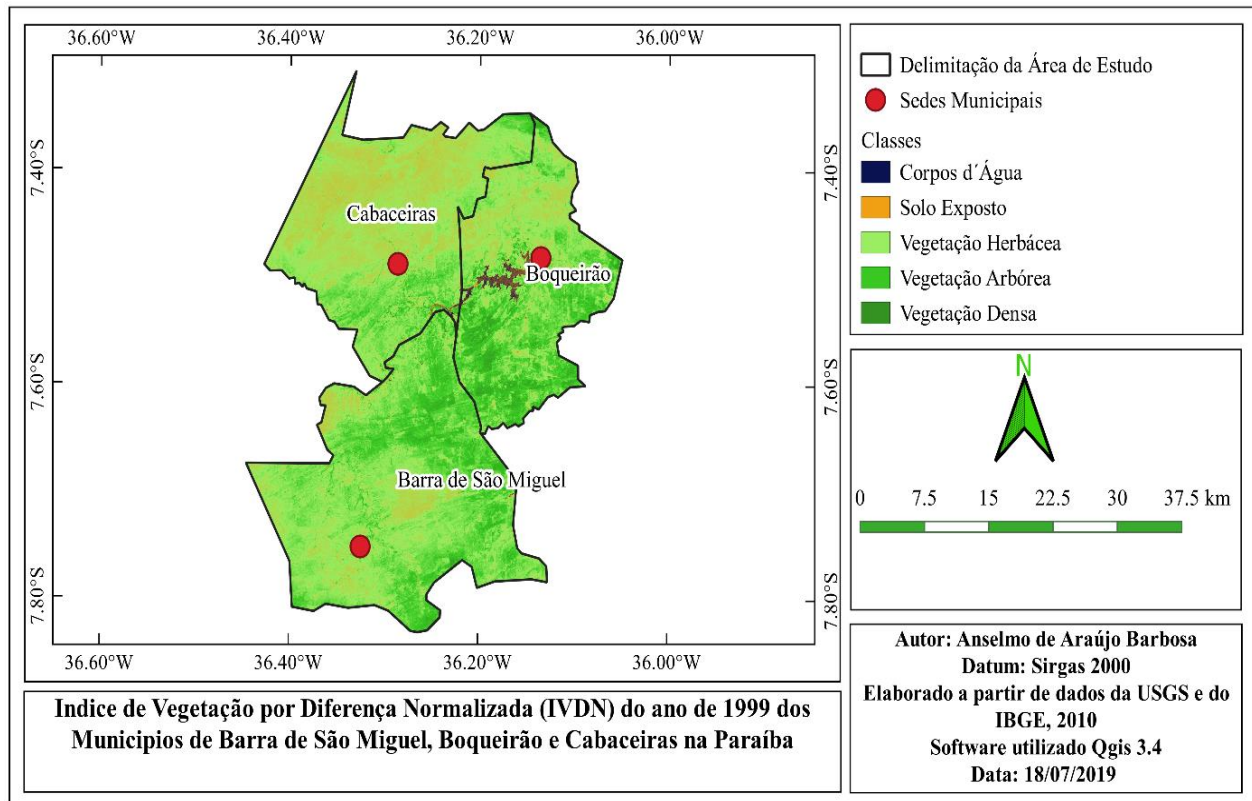 36.60°W
36.40°W
36.20°W
36.00°W
7.40°S
7.40°S
Cabaceiras
Boqueirão
7.60°S
7.60°S
Barra de São Miguel
7.80°S
7.80°S
36.60°W
36.40°W
36.20°W
36.00°W
Indice de Vegetação por Diferença Normalizada (IVDN) do ano de 1999 dos
Municipios de Barra de São Miguel, Boqueirão e Cabaceiras na Paraíba
Delimitação da Área de Estudo
Sedes Municipais
Classes
Corpos d´Água
Solo Exposto
Vegetação Herbácea
Vegetação Arbórea
Vegetação Densa
N
0 7.5 15 22.5 30 37.5 km
Autor: Anselmo de Araújo Barbosa
Datum: Sirgas 2000
Elaborado a partir de dados da USGS e do
IBGE, 2010
Software utilizado Qgis 3.4
Data: 18/07/2019